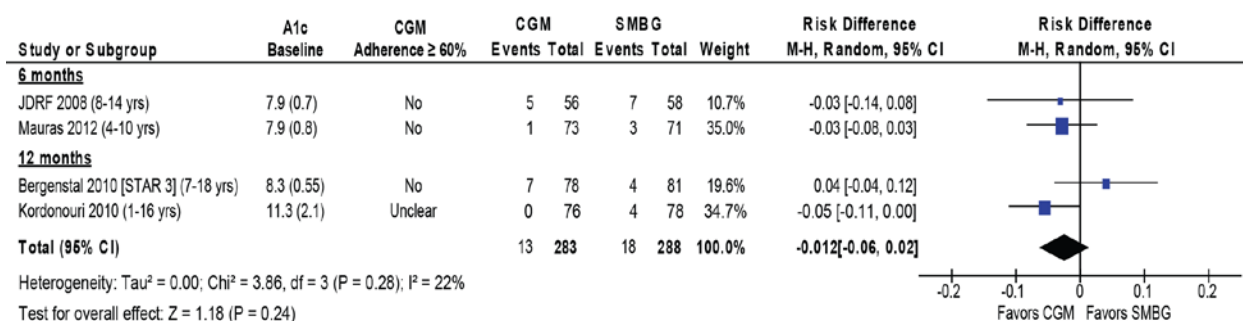 A1c CGM CGM SMBG Risk Difference Risk Difference
Study or Subgroup Baseline Adherence ≥ 60% Events Total Events Total Weight M-H, Random, 95% CI M-H, Random, 95% CI
6 months
JDRF 2008 (8-14 yrs) 7.9 (0.7) No 5 56 7 58 10.7% -0.03 [-0.14, 0.08]
Mauras 2012 (4-10 yrs) 7.9 (0.8) No 1 73 3 71 35.0% -0.03 [-0.08, 0.03]
12 months
Bergenstal 2010 [STAR 3] (7-18 yrs) 8.3 (0.55) No 7 78 4 81 19.6% 0.04 [-0.04, 0.12]
Kordonouri 2010 (1-16 yrs) 11.3 (2.1) Unclear 0 76 4 78 34.7% -0.05 [-0.11, 0.00]
Total (95% CI) 13 283 18 288 100.0% -0.012[-0.06, 0.02]
Heterogeneity: Tau² = 0.00; Chi² = 3.86, df = 3 (P = 0.28); I² = 22%
Test for overall effect: Z = 1.18 (P = 0.24)
-0.2 -0.1 0 0.1 0.2
Favors CGM Favors SMBG